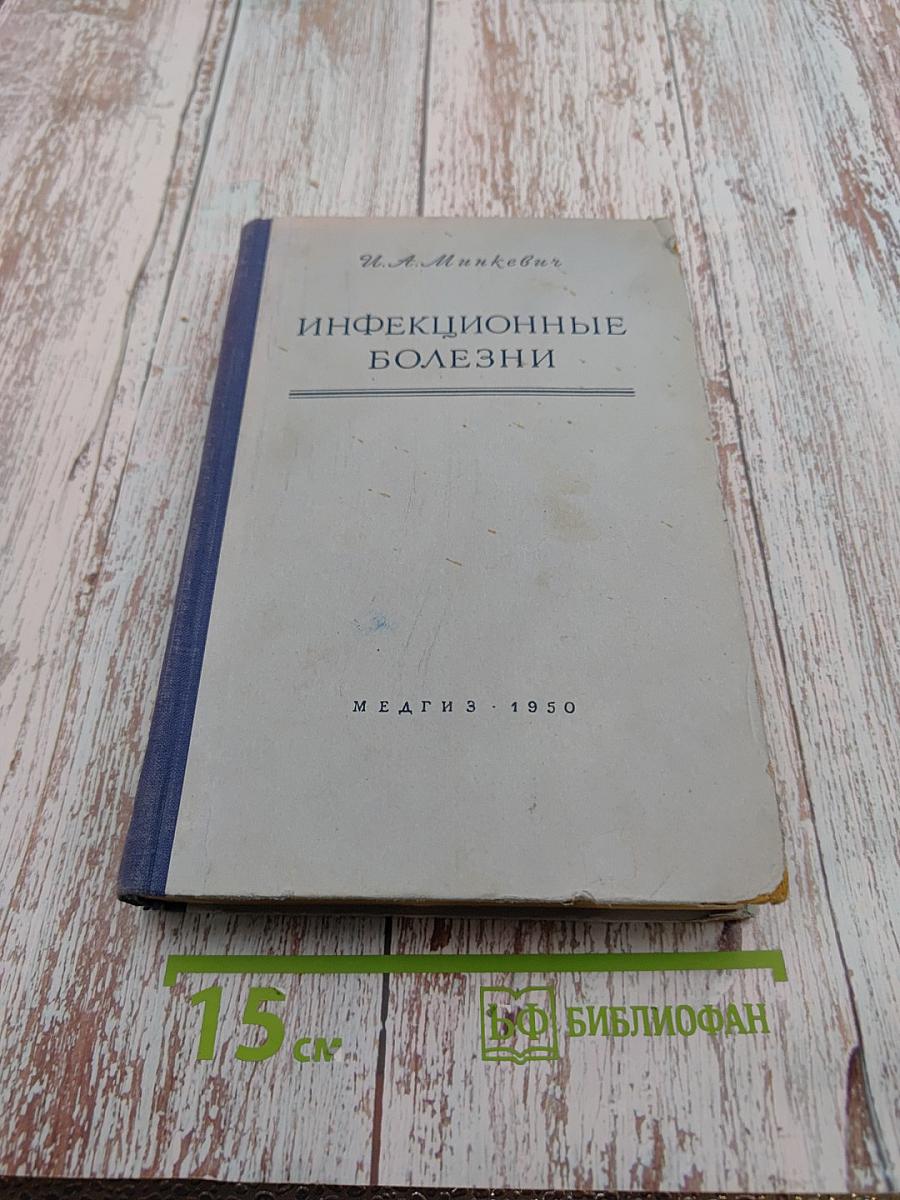 И. А. Минкевич
ИНФЕКЦИОННЫЕ
БОЛЕЗНИ
МЕДГИЗ · 1950
15 см
БФ БИБЛИОФАН